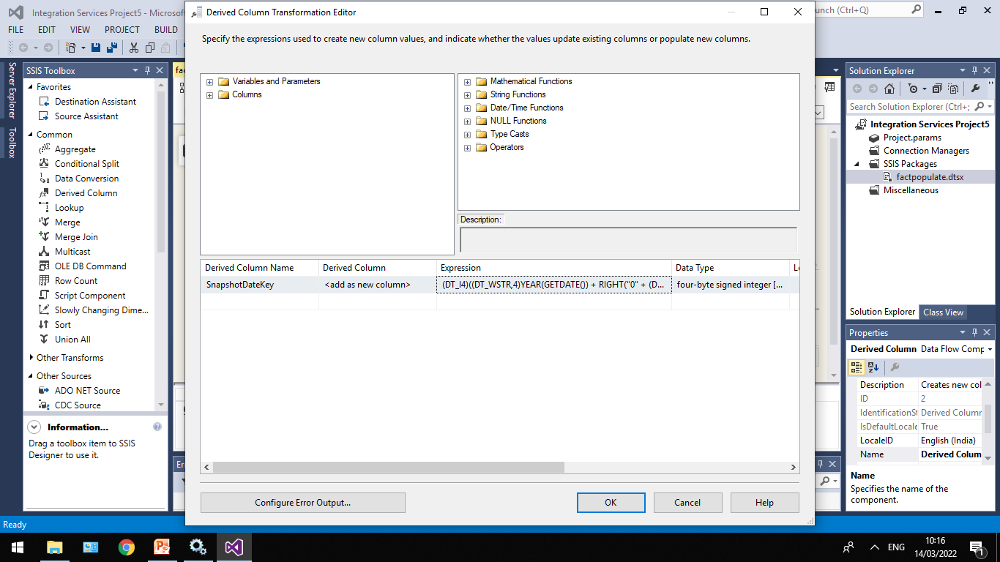 Integration Services Project5 - Microsof
Derived Column Transformation Editor
unch (Ctrl+Q)
FILE EDIT VIEW PROJECT BUILD
Specify the expressions used to create new column values, and indicate whether the values update existing columns or populate new columns.
Server Explorer
Toolbox
SSIS Toolbox
Favorites
Destination Assistant
Source Assistant
Common
Aggregate
Conditional Split
Data Conversion
Derived Column
Lookup
Merge
Merge Join
Multicast
OLE DB Command
Row Count
Script Component
Slowly Changing Dime...
Sort
Union All
Other Transforms
Other Sources
ADO NET Source
CDC Source
Information...
Drag a toolbox item to SSIS
Designer to use it.
fac
Variables and Parameters
Columns
Mathematical Functions
String Functions
Date/Time Functions
NULL Functions
Type Casts
Operators
Description:
Derived Column Name Derived Column Expression Data Type Le
SnapshotDateKey <add as new column> (DT_I4)((DT_WSTR,4)YEAR(GETDATE()) + RIGHT("0" + (D... four-byte signed integer [...
Configure Error Output... OK Cancel Help
Solution Explorer
Search Solution Explorer (Ctrl+;
Integration Services Project5
Project.params
Connection Managers
SSIS Packages
factpopulate.dtsx
Miscellaneous
Solution Explorer Class View
Properties
Derived Column Data Flow Comp
Description Creates new col
ID 2
IdentificationSt Derived Column
IsDefaultLocale True
LocaleID English (India)
Name Derived Colum
Name
Specifies the name of the
component.
Ready
ENG
10:16
14/03/2022
1